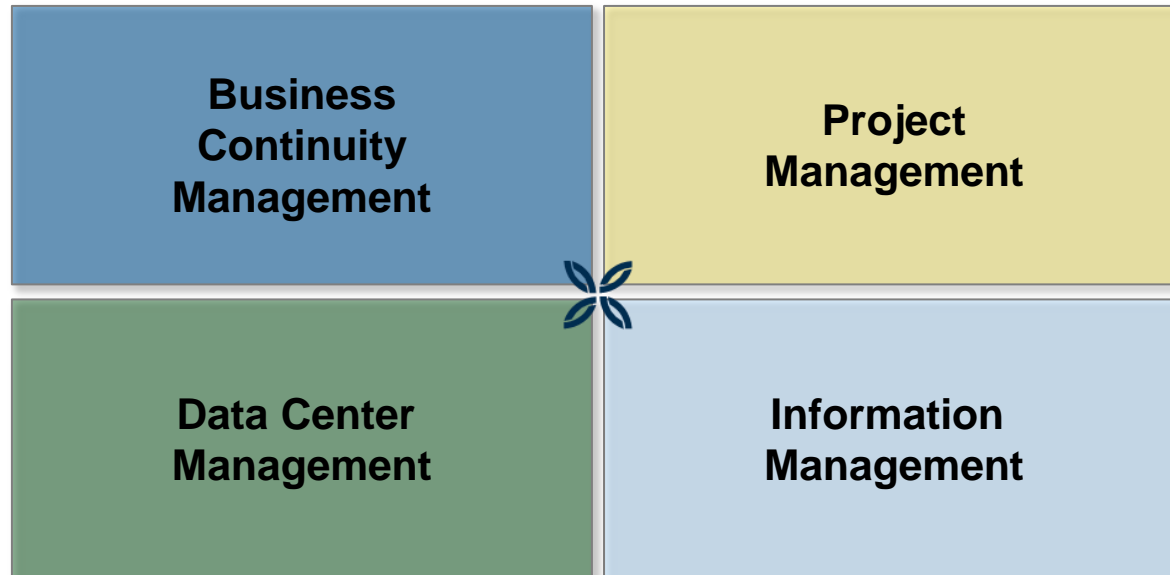 Business
Continuity
Management
Project
Management
Data Center
Management
Information
Management